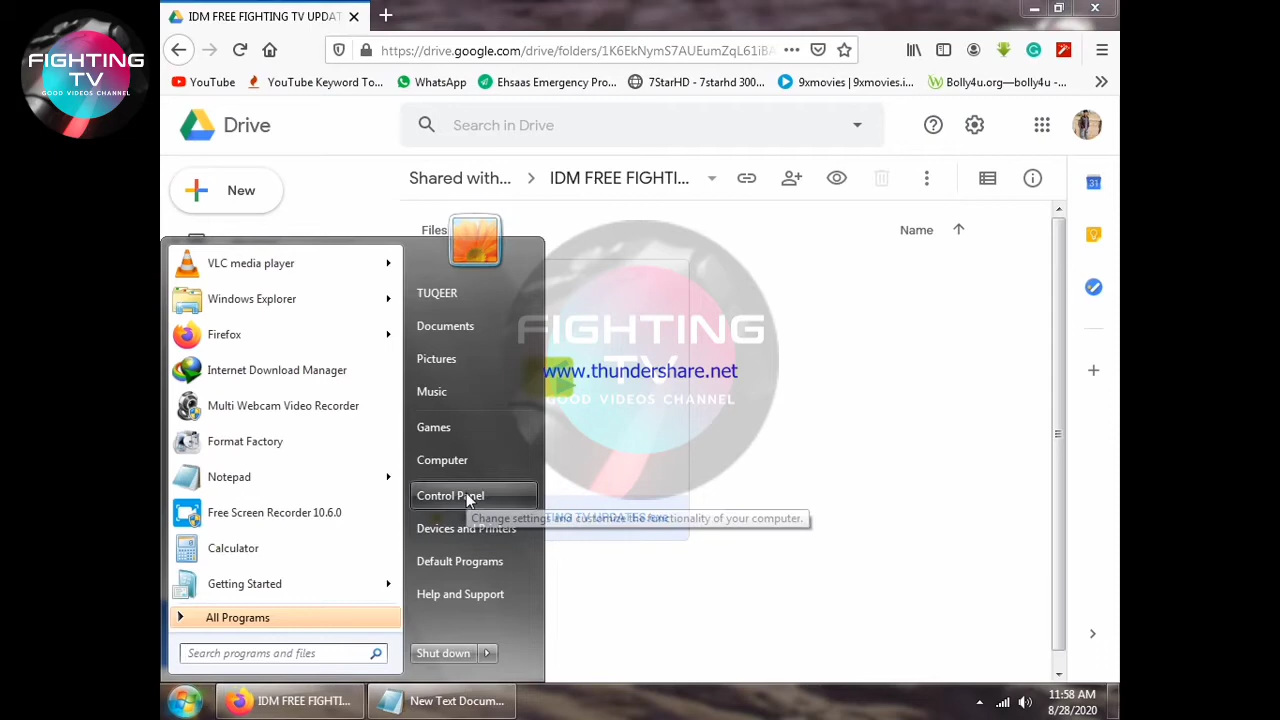 IDM FREE FIGHTING TV UPDA
FIGHTING
TV
GOOD VIDEOS CHANNEL
https://drive.google.com/drive/folders/1K6EkNymS7AUEumZqL61iBA
YouTube
YouTube Keyword To...
WhatsApp
Ehsaas Emergency Pro...
7StarHD - 7starhd 300...
9xmovies | 9xmovies.i...
Bolly4u.org—bolly4u -...
Drive
Search in Drive
New
Shared with...
IDM FREE FIGHTI...
31
Files
Name
VLC media player
Windows Explorer
Firefox
Internet Download Manager
Multi Webcam Video Recorder
Format Factory
Notepad
Free Screen Recorder 10.6.0
Calculator
Getting Started
All Programs
Search programs and files
TUQEER
Documents
Pictures
Music
Games
Computer
Control Panel
Change settings and customize the functionality of your computer.
Devices and Printers
Default Programs
Help and Support
Shut down
FIGHTING
TV
www.thundershare.net
GOOD VIDEOS CHANNEL
IDM FREE FIGHTI...
New Text Docum...
11:58 AM
8/28/2020